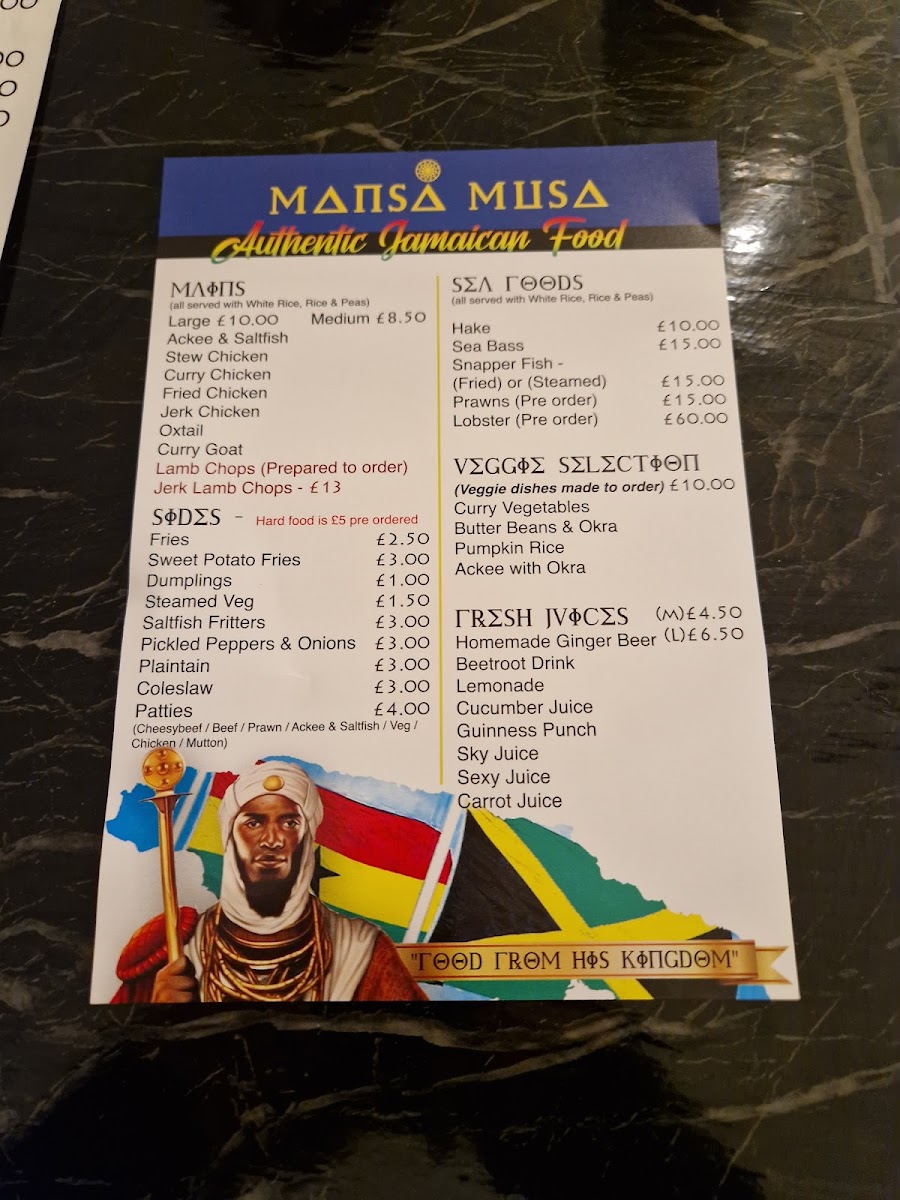 MANSA MUSA
Authentic Jamaican Food
MAINS
(all served with White Rice, Rice & Peas)
Large £10.00 Medium £8.50
Ackee & Saltfish
Stew Chicken
Curry Chicken
Fried Chicken
Jerk Chicken
Oxtail
Curry Goat
Lamb Chops (Prepared to order)
Jerk Lamb Chops - £13
SIDES - Hard food is £5 pre ordered
Fries £2.50
Sweet Potato Fries £3.00
Dumplings £1.00
Steamed Veg £1.50
Saltfish Fritters £3.00
Pickled Peppers & Onions £3.00
Plaintain £3.00
Coleslaw £3.00
Patties £4.00
(Cheesybeef / Beef / Prawn / Ackee & Saltfish / Veg /
Chicken / Mutton)
SEA FOODS
(all served with White Rice, Rice & Peas)
Hake £10.00
Sea Bass £15.00
Snapper Fish -
(Fried) or (Steamed) £15.00
Prawns (Pre order) £15.00
Lobster (Pre order) £60.00
VEGGIE SELECTION
(Veggie dishes made to order) £10.00
Curry Vegetables
Butter Beans & Okra
Pumpkin Rice
Ackee with Okra
FRESH JUICES (M)£4.50
Homemade Ginger Beer (L)£6.50
Beetroot Drink
Lemonade
Cucumber Juice
Guinness Punch
Sky Juice
Sexy Juice
Carrot Juice
"FOOD FROM HIS KINGDOM"